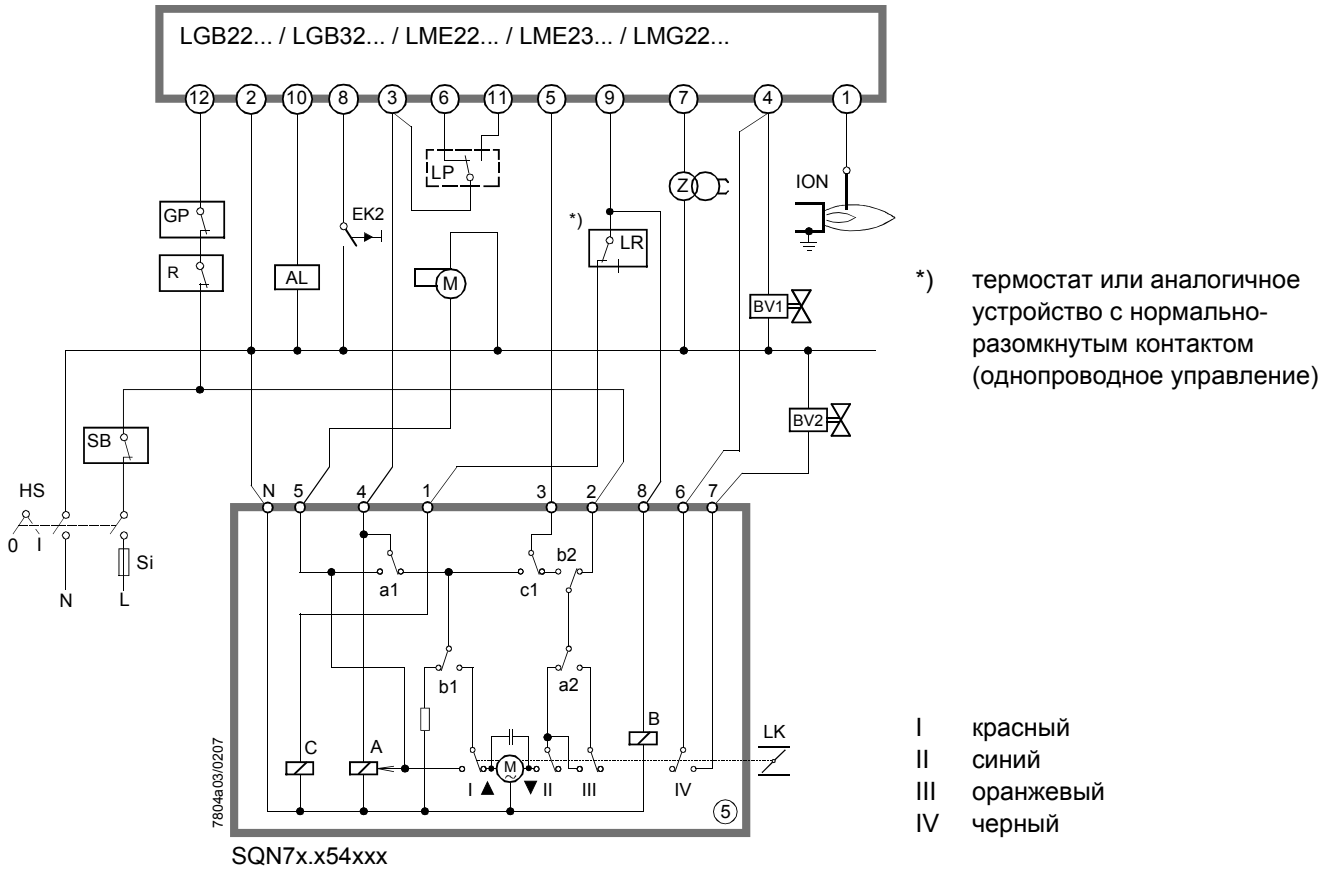 LGB22... / LGB32... / LME22... / LME23... / LMG22...
12 2 10 8 3 6 11 5 9 7 4 1
LP
Z
ION
GP
EK2
*)
LR
R
AL
M
BV1
*) термостат или аналогичное
устройство с нормально-
разомкнутым контактом
(однопроводное управление)
BV2
SB
HS
N 5 4 1 3 2 8 6 7
0 I
Si
N L
a1 c1 b2
b1 a2
C A B LK
M
I II III IV
5
7804a03/0207
SQN7x.x54xxx
I красный
II синий
III оранжевый
IV черный